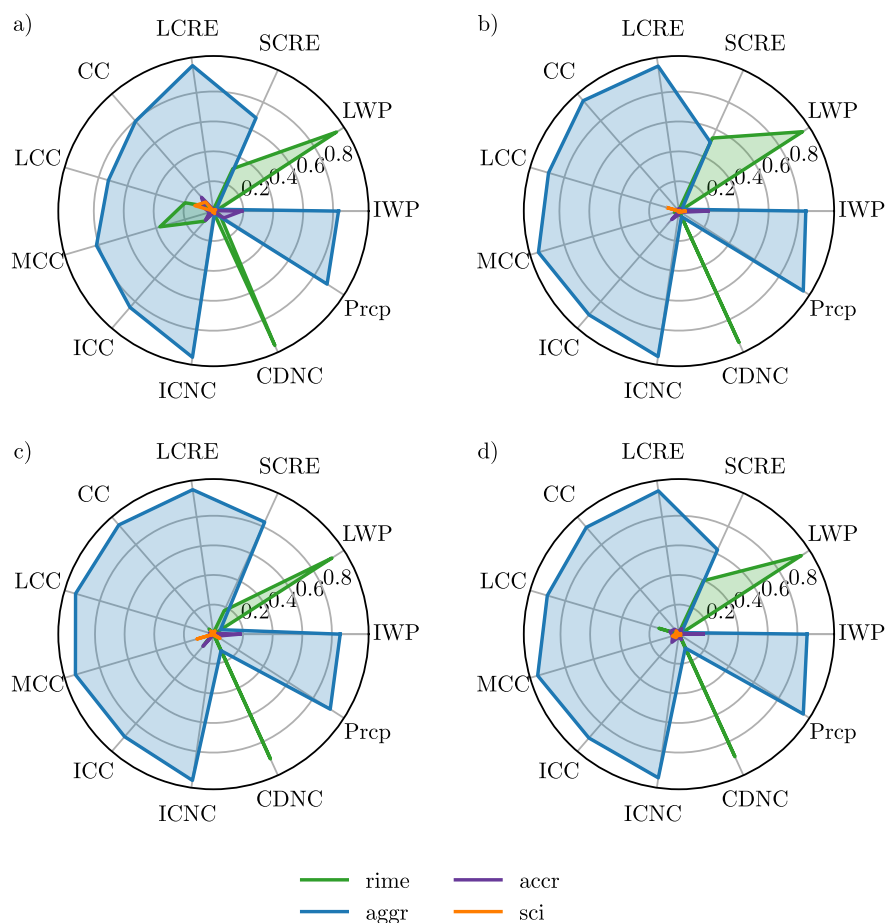 a)
LCRE
SCRE
CC
LWP
LCC
0.2
0.4
0.6
0.8
IWP
MCC
Prcp
ICC
CDNC
ICNC
b)
LCRE
SCRE
CC
LWP
LCC
0.2
0.4
0.6
0.8
IWP
MCC
Prcp
ICC
CDNC
ICNC
c)
LCRE
SCRE
CC
LWP
LCC
0.2
0.4
0.6
0.8
IWP
MCC
Prcp
ICC
CDNC
ICNC
d)
LCRE
SCRE
CC
LWP
LCC
0.2
0.4
0.6
0.8
IWP
MCC
Prcp
ICC
CDNC
ICNC
rime
accr
aggr
sci